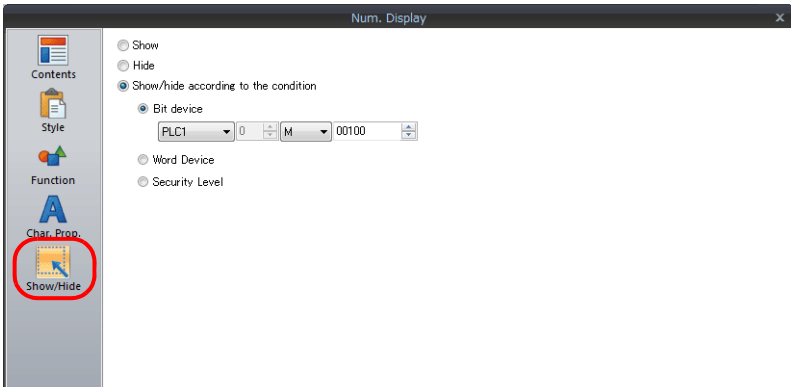 Num. Display
x
Contents
Style
Function
Char. Prop.
Show/Hide
Show
Hide
Show/hide according to the condition
Bit device
PLC1 0 M 00100
Word Device
Security Level